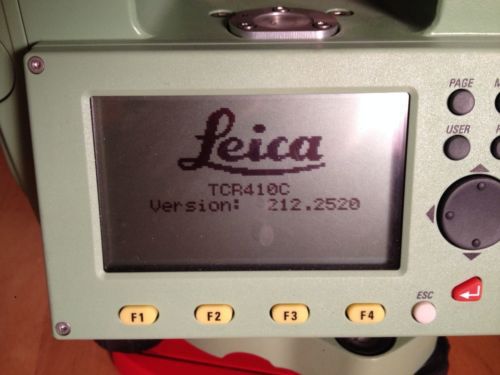 PAGE
Leica
USER
TCR410C
Version: 212.2520
ESC
F1 F2 F3 F4